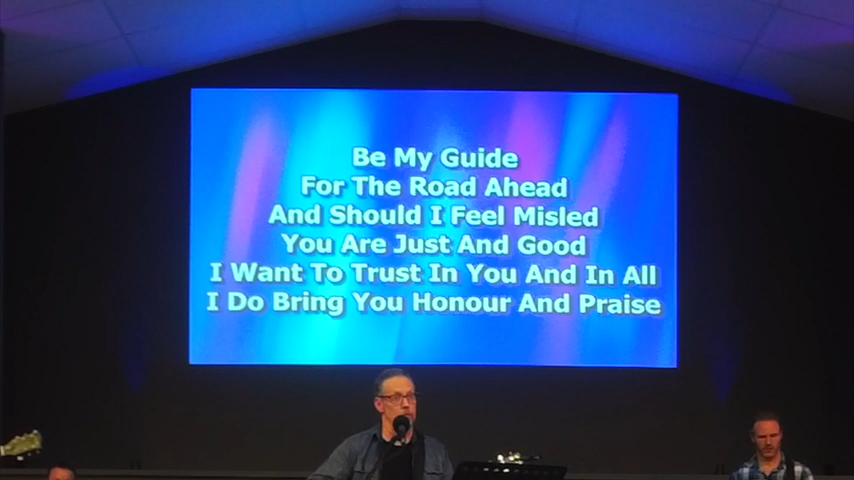 Be My Guide
For The Road Ahead
And Should I Feel Misled
You Are Just And Good
I Want To Trust In You And In All
I Do Bring You Honour And Praise